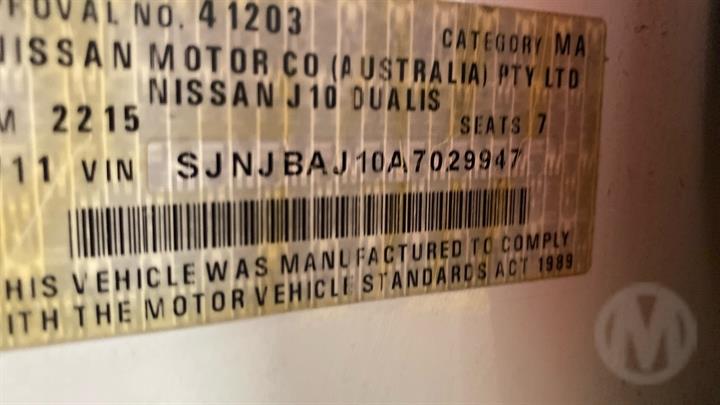 OVAL NO. 41203 CATEGORY MA
NISSAN MOTOR CO (AUSTRALIA) PTY LTD
NISSAN J10 DUALIS
M 2215 SEATS 7
11 VIN SJNJBAJ10A7029947
HIS VEHICLE WAS MANUFACTURED TO COMPLY
ITH THE MOTOR VEHICLE STANDARDS ACT 1989
M